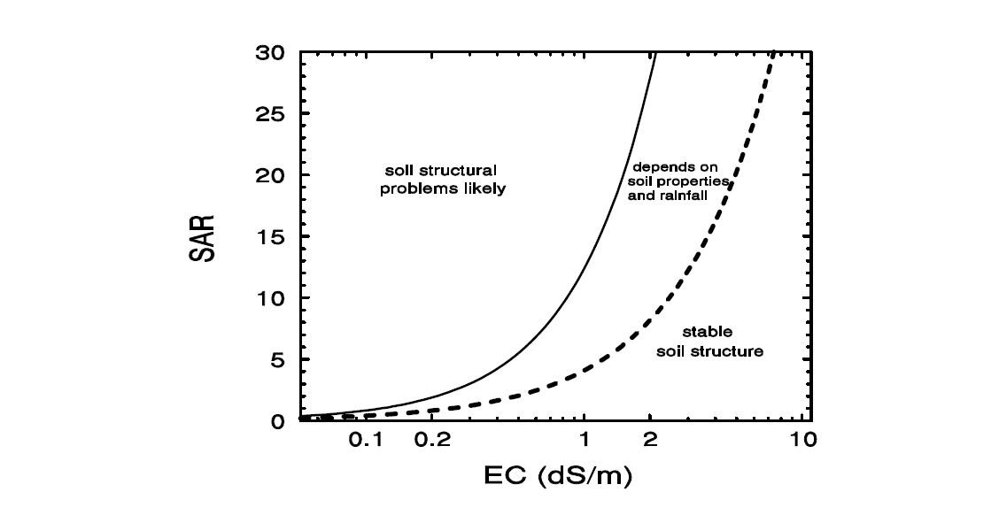 30
25
20
15
10
5
0
SAR
soil structural
problems likely
depends on
soil properties
and rainfall
stable
soil structure
0.1 0.2 1 2 10
EC (dS/m)